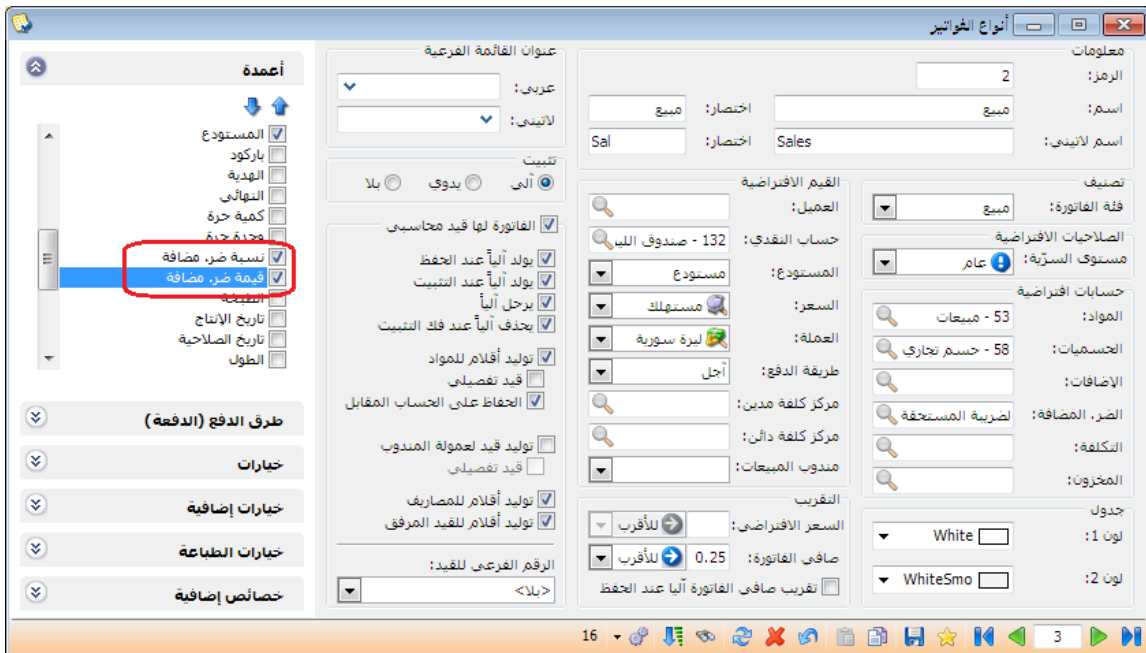 أنواع الفواتير
معلومات
الرمز: 2
اسم: مبيع اختصار: مبيع
اسم لاتيني: Sales اختصار: Sal
تصنيف
فئة الفاتورة: مبيع
الصلاحيات الافتراضية
مستوى السرّية: عام
حسابات افتراضية
المواد: 53 - مبيعات
الحسميات: 58 - حسم تجاري
الإضافات:
الضر. المضافة: لضريبة المستحقة
التكلفة:
المخزون:
جدول
لون 1: White
لون 2: WhiteSmo
القيم الافتراضية
العميل:
حساب النقدي: 132 - صندوق اللير
المستودع: مستودع
السعر: مستهلك
العملة: ليرة سورية
طريقة الدفع: آجل
مركز كلفة مدين:
مركز كلفة دائن:
مندوب المبيعات:
التقريب
السعر الافتراضي: للأقرب
صافي الفاتورة: 0.25 للأقرب
تقريب صافي الفاتورة آليا عند الحفظ
عنوان القائمة الفرعية
عربي:
لاتيني:
تثبيت
آلي يدوي بلا
الفاتورة لها قيد محاسبي
يولد آلياً عند الحفظ
يولد آلياً عند التثبيت
يرحل آلياً
يحذف آلياً عند فك التثبيت
توليد أقلام للمواد
قيد تفصيلي
الحفاظ على الحساب المقابل
توليد قيد لعمولة المندوب
قيد تفصيلي
توليد أقلام للمصاريف
توليد أقلام للقيد المرفق
الرقم الفرعي للقيد:
<بلا>
أعمدة
المستودع
باركود
الهدية
النهائي
كمية حرة
وحدة حرة
نسبة ضر. مضافة
قيمة ضر. مضافة
الطبخة
تاريخ الإنتاج
تاريخ الصلاحية
الطول
طرق الدفع (الدفعة)
خيارات
خيارات إضافية
خيارات الطباعة
خصائص إضافية
3
16